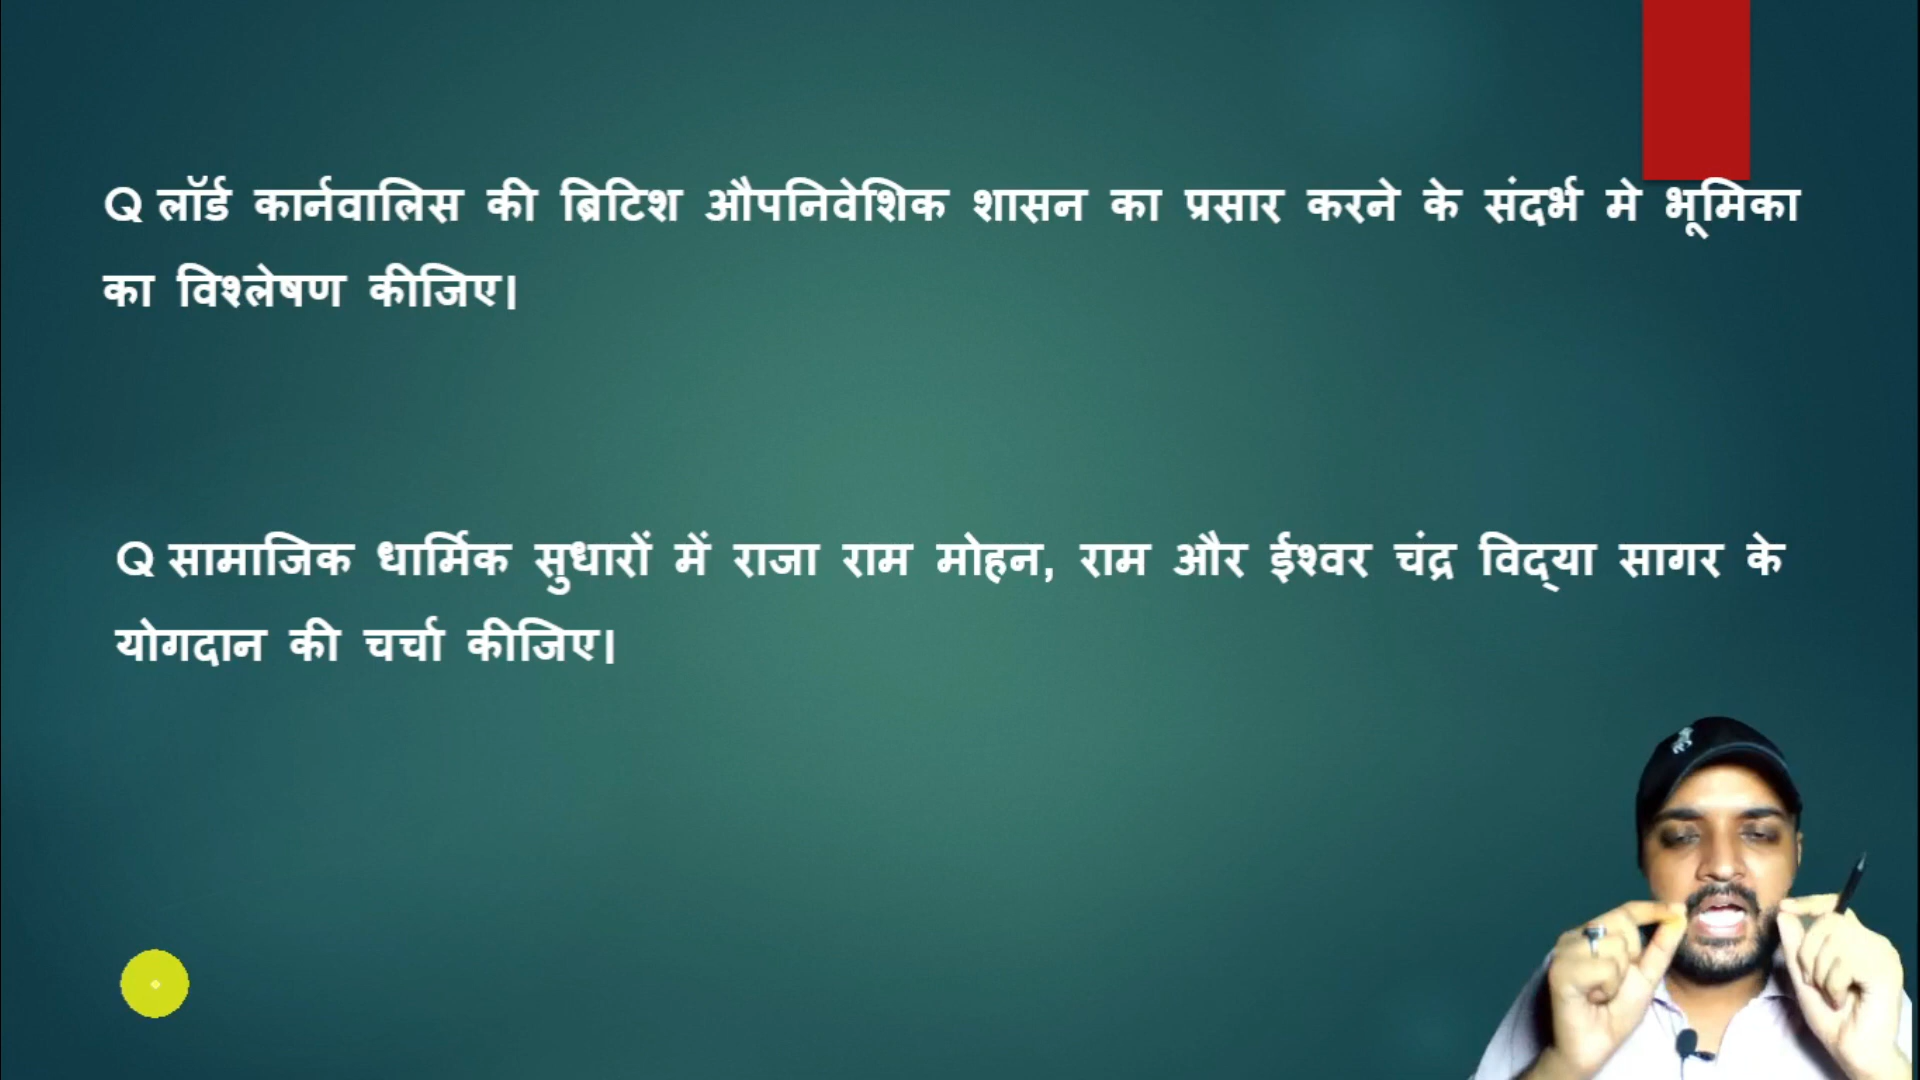 Q लॉर्ड कार्नवालिस की ब्रिटिश औपनिवेशिक शासन का प्रसार करने के संदर्भ मे भूमिका
का विश्लेषण कीजिए।
Q सामाजिक धार्मिक सुधारों में राजा राम मोहन, राम और ईश्वर चंद्र विद्या सागर के
योगदान की चर्चा कीजिए।